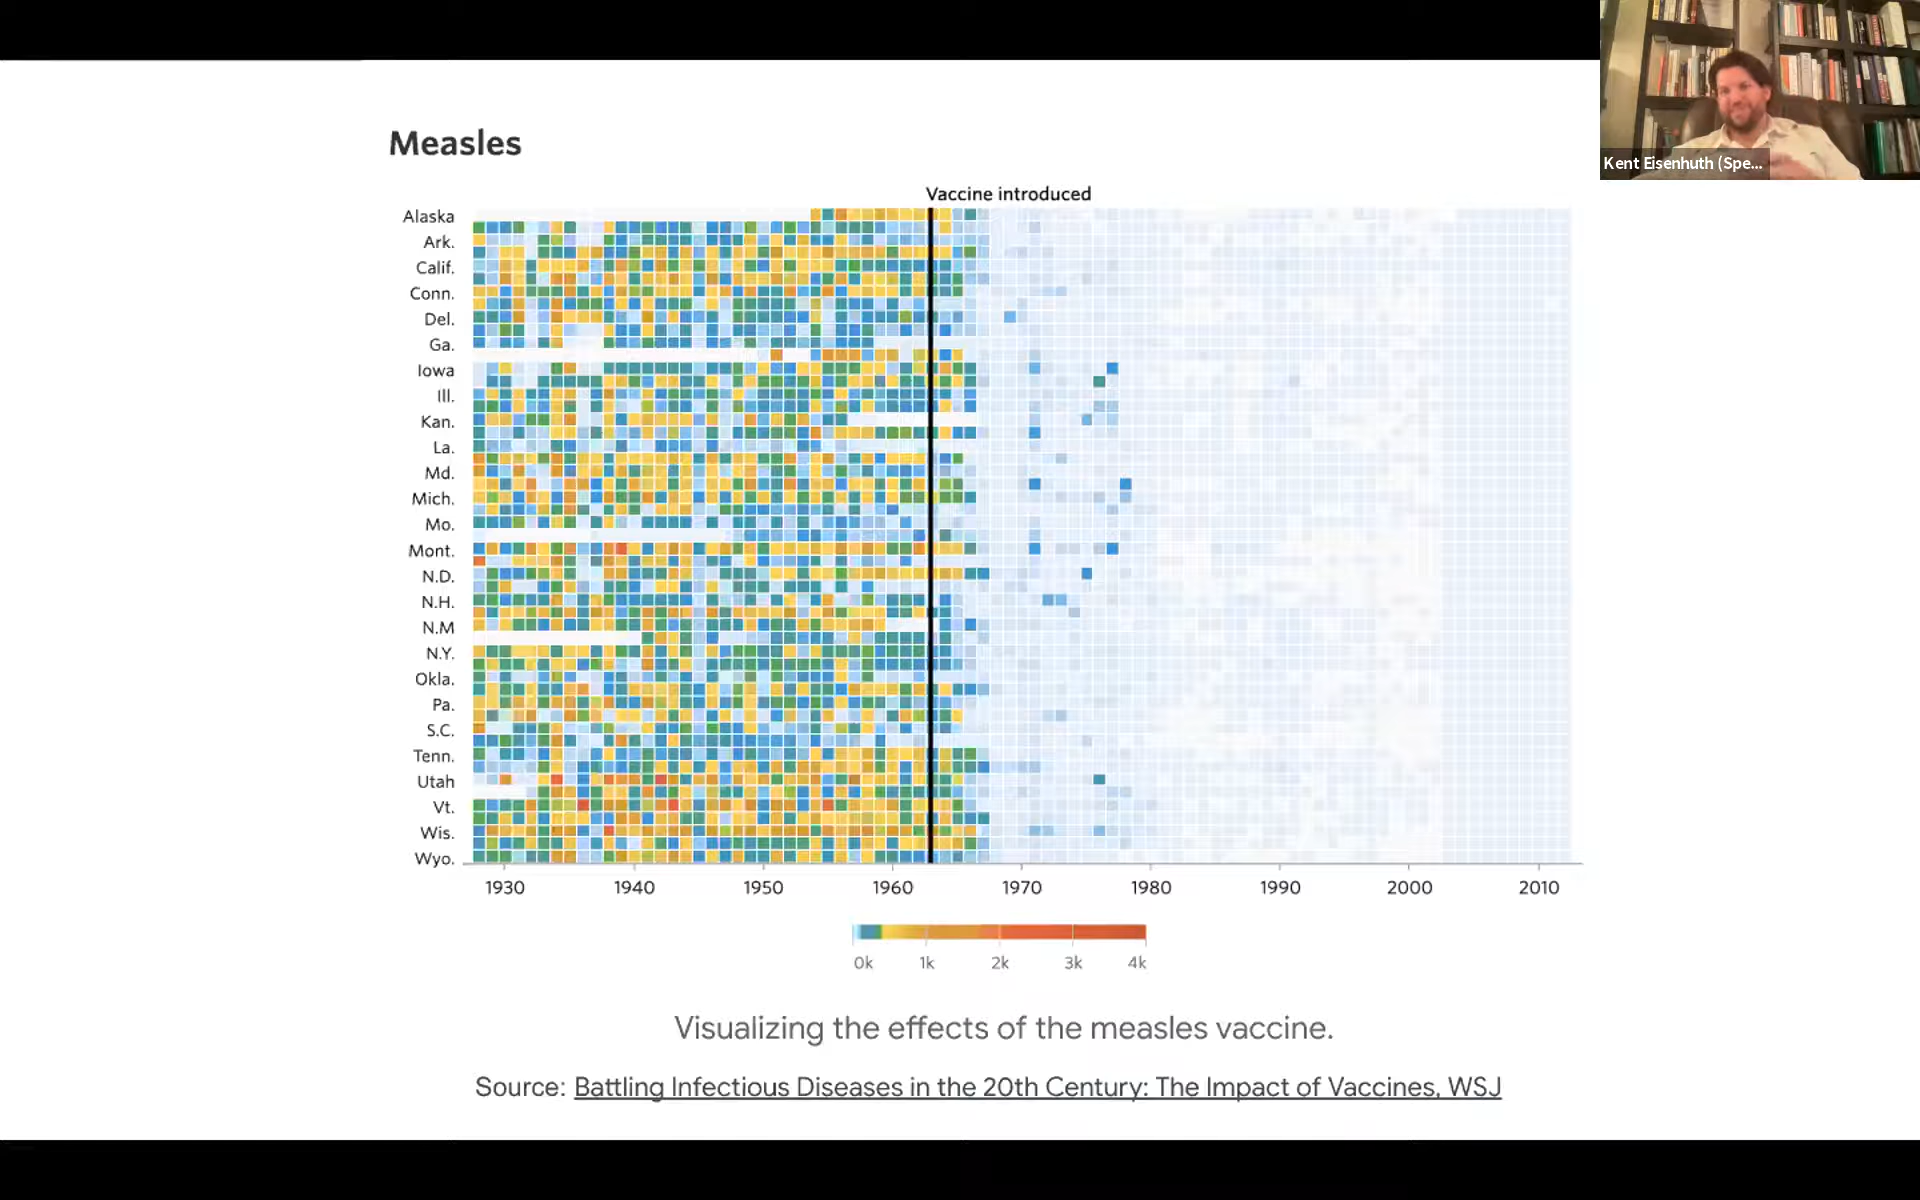 Kent Eisenhuth (Spe...
Measles
Vaccine introduced
Alaska
Ark.
Calif.
Conn.
Del.
Ga.
Iowa
Ill.
Kan.
La.
Md.
Mich.
Mo.
Mont.
N.D.
N.H.
N.M
N.Y.
Okla.
Pa.
S.C.
Tenn.
Utah
Vt.
Wis.
Wyo.
1930 1940 1950 1960 1970 1980 1990 2000 2010
0k 1k 2k 3k 4k
Visualizing the effects of the measles vaccine.
Source: Battling Infectious Diseases in the 20th Century: The Impact of Vaccines, WSJ